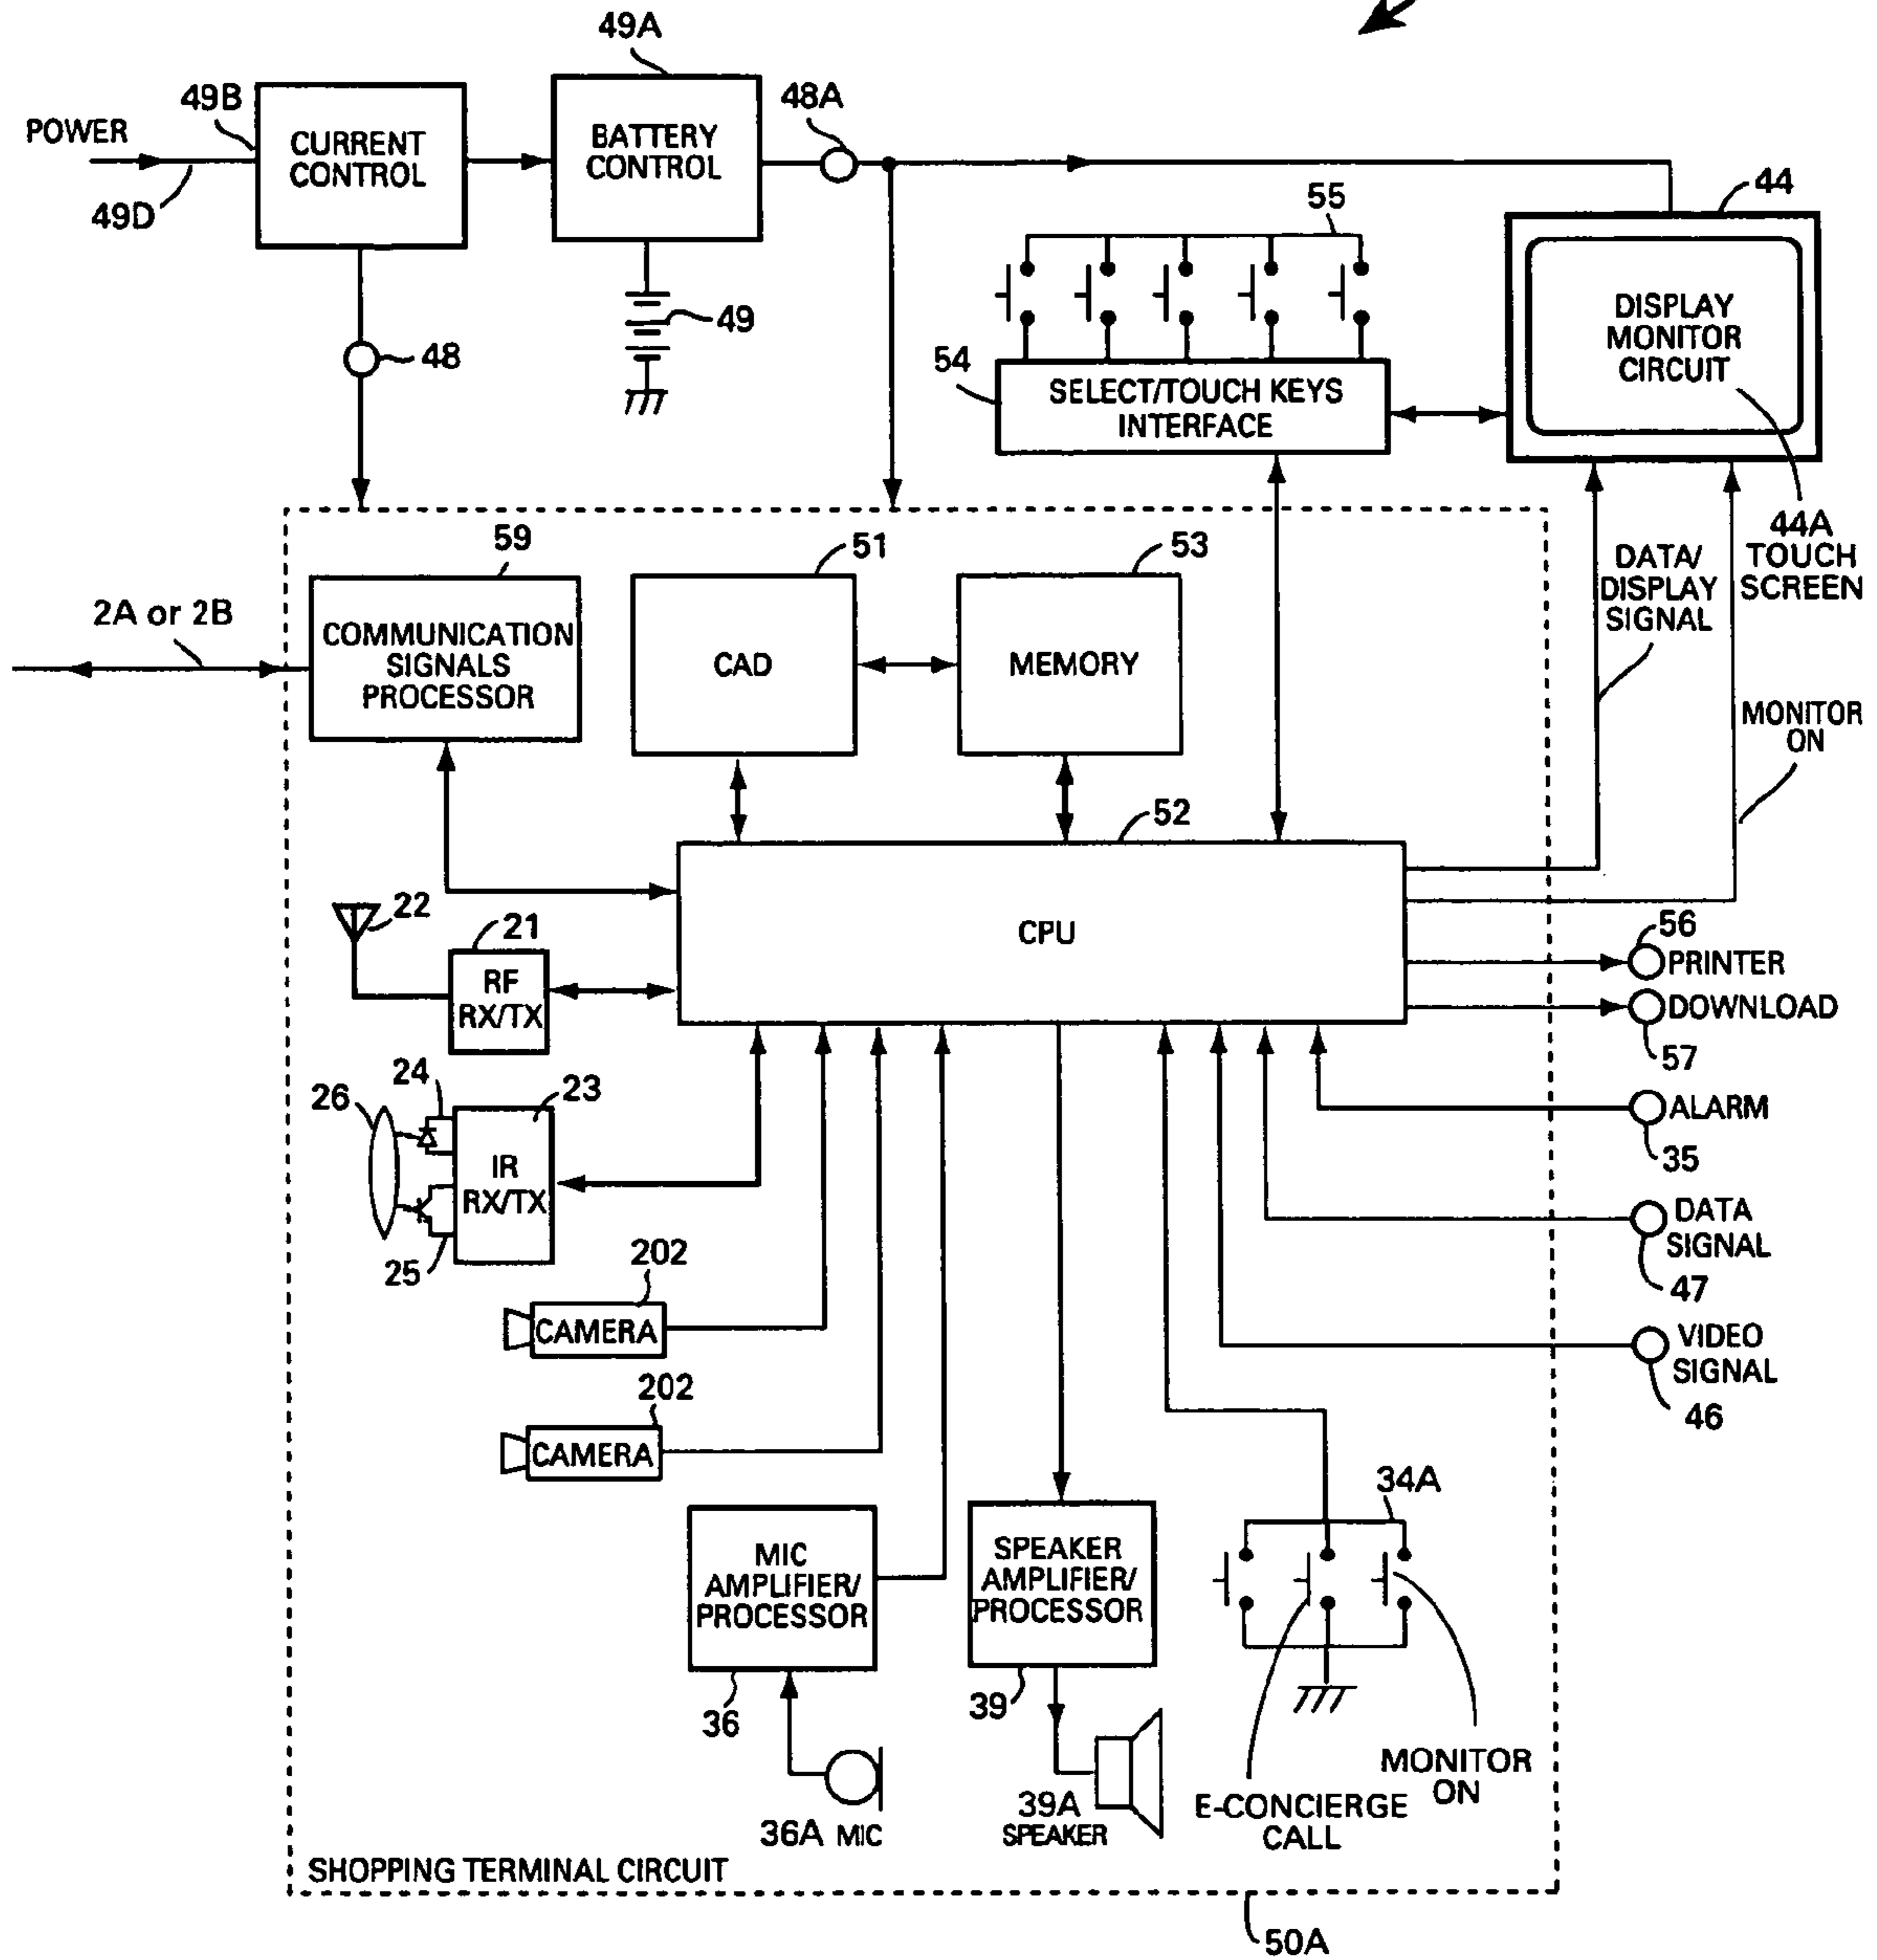 49A
49B
48A
POWER
CURRENT
CONTROL
BATTERY
CONTROL
49D
44
55
48
49
DISPLAY
MONITOR
CIRCUIT
54
SELECT/TOUCH KEYS
INTERFACE
59
51
53
44A
TOUCH
SCREEN
DATA/
DISPLAY
SIGNAL
2A or 2B
COMMUNICATION
SIGNALS
PROCESSOR
CAD
MEMORY
MONITOR
ON
52
22
21
CPU
56
PRINTER
RF
RX/TX
DOWNLOAD
57
24
23
26
ALARM
35
IR
RX/TX
25
DATA
SIGNAL
47
202
CAMERA
VIDEO
SIGNAL
46
202
CAMERA
34A
MIC
AMPLIFIER/
PROCESSOR
SPEAKER
AMPLIFIER/
PROCESSOR
36
39
36A MIC
39A
SPEAKER
E-CONCIERGE
CALL
MONITOR
ON
SHOPPING TERMINAL CIRCUIT
50A